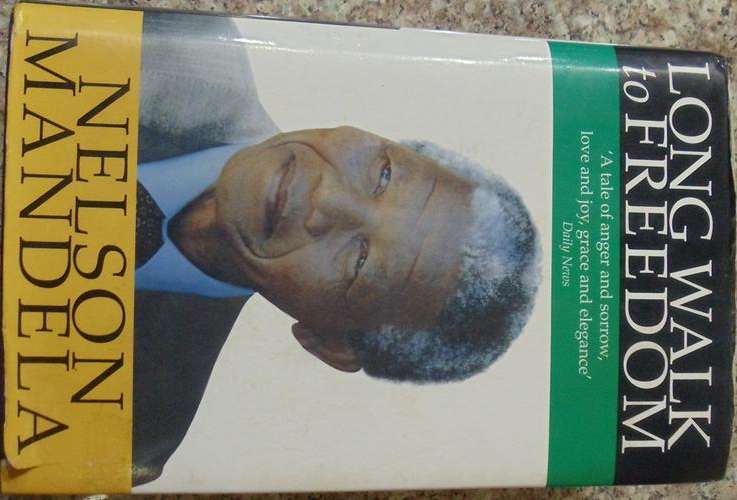 LONG WALK
to FREEDOM
'A tale of anger and sorrow,
love and joy, grace and elegance'
Daily News
NELSON
MANDELA